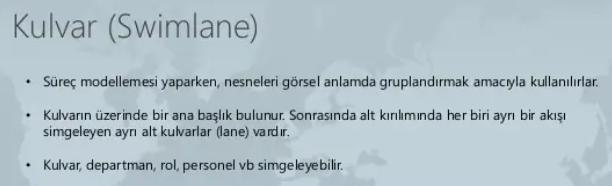 Kulvar (Swimlane)
• Süreç modellemesi yaparken, nesneleri görsel anlamda gruplandırmak amacıyla kullanılırlar.
• Kulvarın üzerinde bir ana başlık bulunur. Sonrasında alt kırılımında her biri ayrı bir akışı
simgeleyen ayrı alt kulvarlar (lane) vardır.
• Kulvar, departman, rol, personel vb simgeleyebilir.